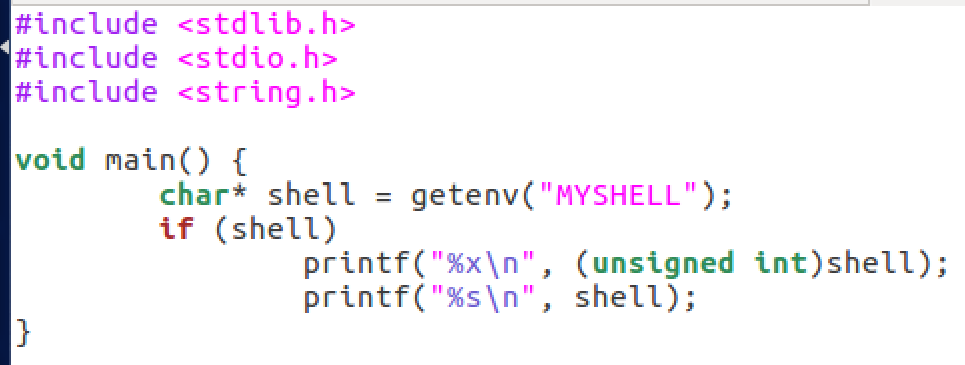 #include <stdlib.h>
#include <stdio.h>
#include <string.h>
void main() {
char* shell = getenv("MYSHELL");
if (shell)
printf("%x\n", (unsigned int)shell);
printf("%s\n", shell);
}